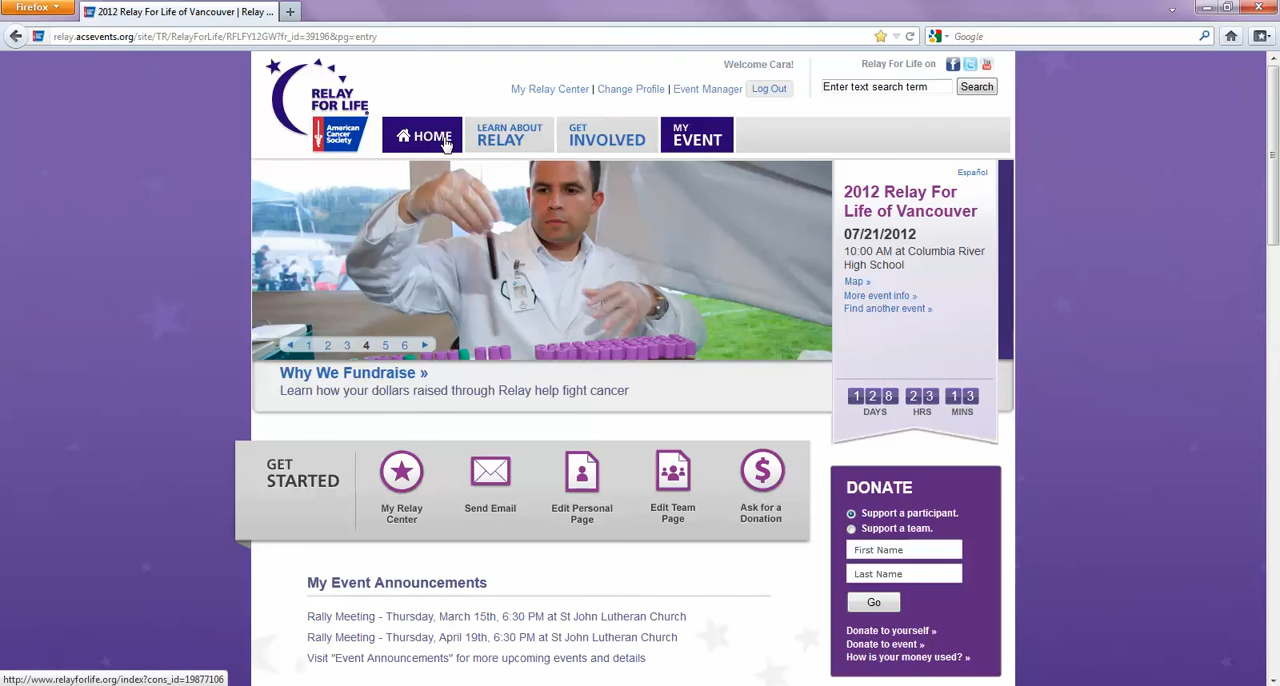 Firefox
2012 Relay For Life of Vancouver | Relay ...
relay.acsevents.org/site/TR/RelayForLife/RFLFY12GW?fr_id=39196&pg=entry
Google
RELAY
FOR LIFE
American
Cancer
Society
Welcome Cara!
My Relay Center | Change Profile | Event Manager Log Out
Relay For Life on
You Tube
Enter text search term Search
HOME
LEARN ABOUT
RELAY
GET
INVOLVED
MY
EVENT
Español
2012 Relay For
Life of Vancouver
07/21/2012
10:00 AM at Columbia River
High School
Map »
More event info »
Find another event »
1 2 3 4 5 6
Why We Fundraise »
Learn how your dollars raised through Relay help fight cancer
1 2 8 2 3 1 3
DAYS HRS MINS
GET
STARTED
My Relay
Center
Send Email
Edit Personal
Page
Edit Team
Page
Ask for a
Donation
DONATE
Support a participant.
Support a team.
First Name
Last Name
Go
Donate to yourself »
Donate to event »
How is your money used? »
My Event Announcements
Rally Meeting - Thursday, March 15th, 6:30 PM at St John Lutheran Church
Rally Meeting - Thursday, April 19th, 6:30 PM at St John Lutheran Church
Visit "Event Announcements" for more upcoming events and details
http://www.relayforlife.org/index?cons_id=19877106